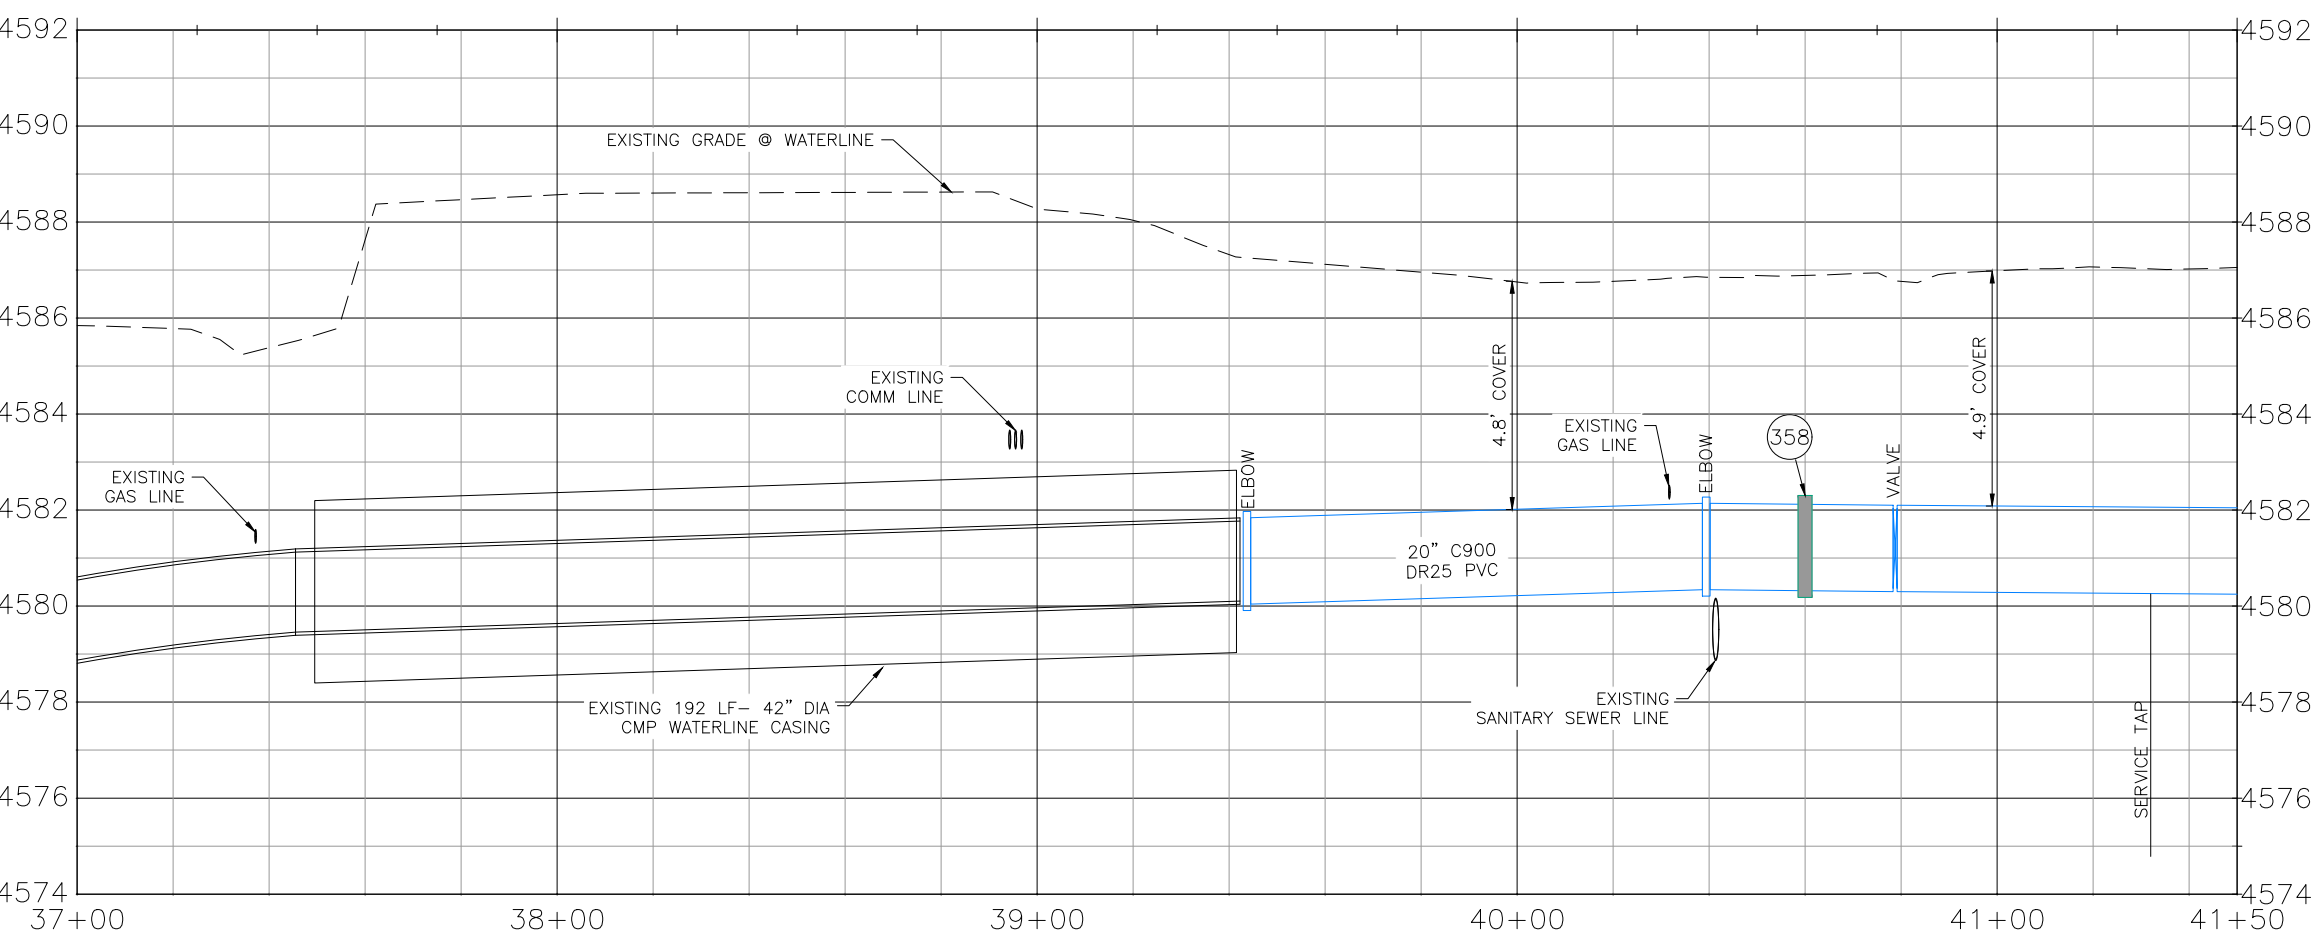 4592
4592
4590
4590
EXISTING GRADE @ WATERLINE
4588
4588
4586
4586
EXISTING
COMM LINE
4.8' COVER
4.9' COVER
4584
4584
EXISTING
GAS LINE
358
ELBOW
ELBOW
VALVE
EXISTING
GAS LINE
4582
4582
20" C900
DR25 PVC
4580
4580
EXISTING 192 LF- 42" DIA
CMP WATERLINE CASING
EXISTING
SANITARY SEWER LINE
4578
4578
SERVICE TAP
4576
4576
4574
4574
37+00
38+00
39+00
40+00
41+00
41+50